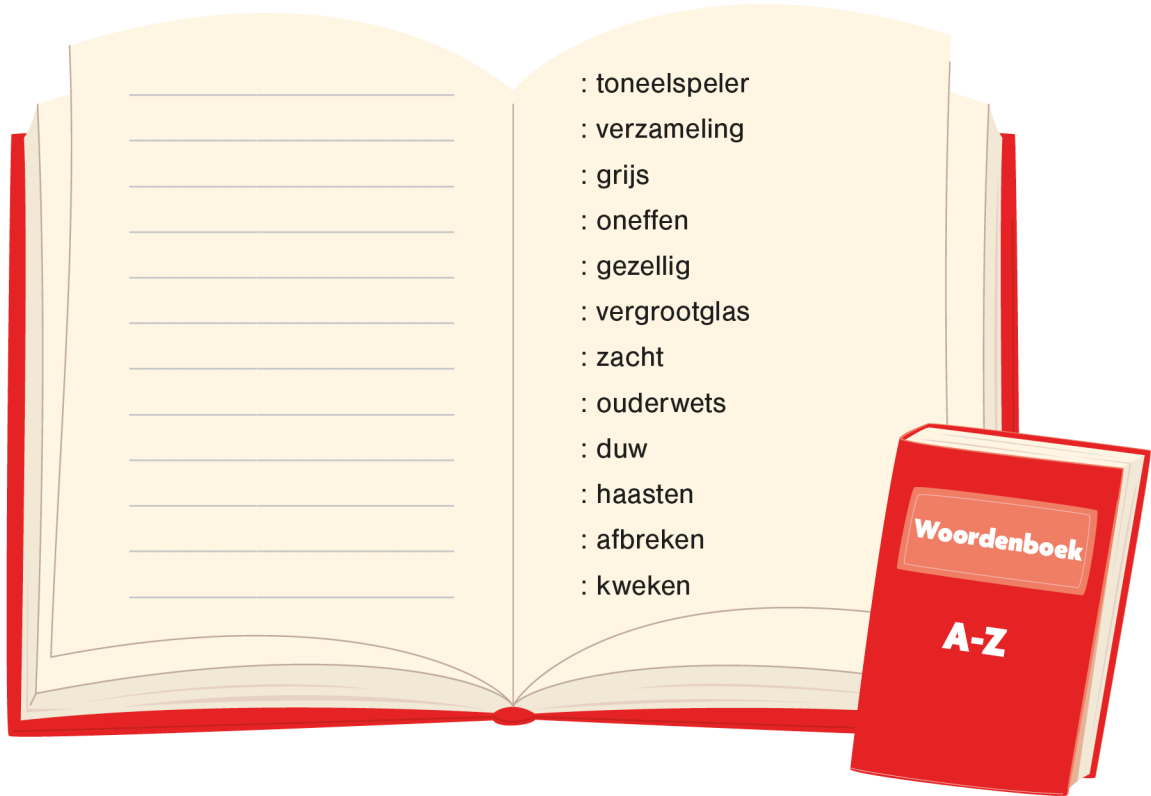 : toneelspeler
: verzameling
: grijs
: oneffen
: gezellig
: vergrootglas
: zacht
: ouderwets
: duw
: haasten
: afbreken
: kweken
Woordenboek
A-Z